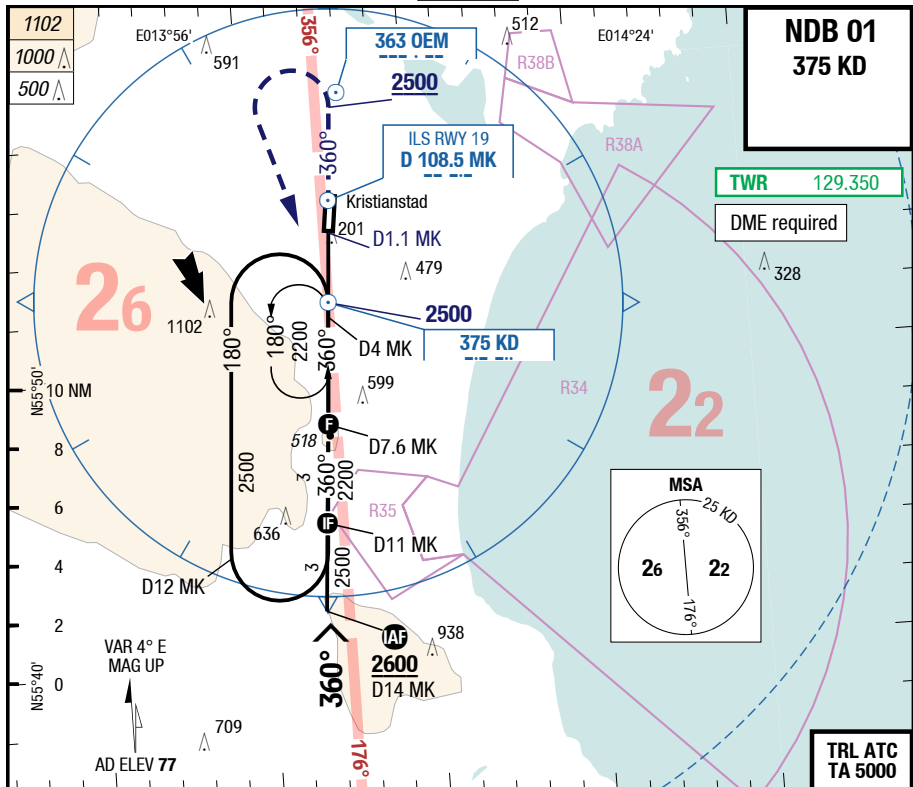 1102
1000
500
E013°56'
591
356°
363 OEM
2500
512
E014°24'
NDB 01
375 KD
R38B
R38A
360°
ILS RWY 19
D 108.5 MK
TWR 129.350
DME required
Kristianstad
201
D1.1 MK
479
328
26
1102
2500
375 KD
180°
180°
2200
360°
D4 MK
N55°50'
10 NM
599
R34
22
518
F
D7.6 MK
8
2500
3
360°
2200
R35
MSA
25 KD
356°
26
22
176°
6
636
IF
D11 MK
4
D12 MK
3
2500
2
IAF
938
2600
D14 MK
360°
VAR 4° E
MAG UP
N55°40'
0
709
176°
AD ELEV 77
TRL ATC
TA 5000